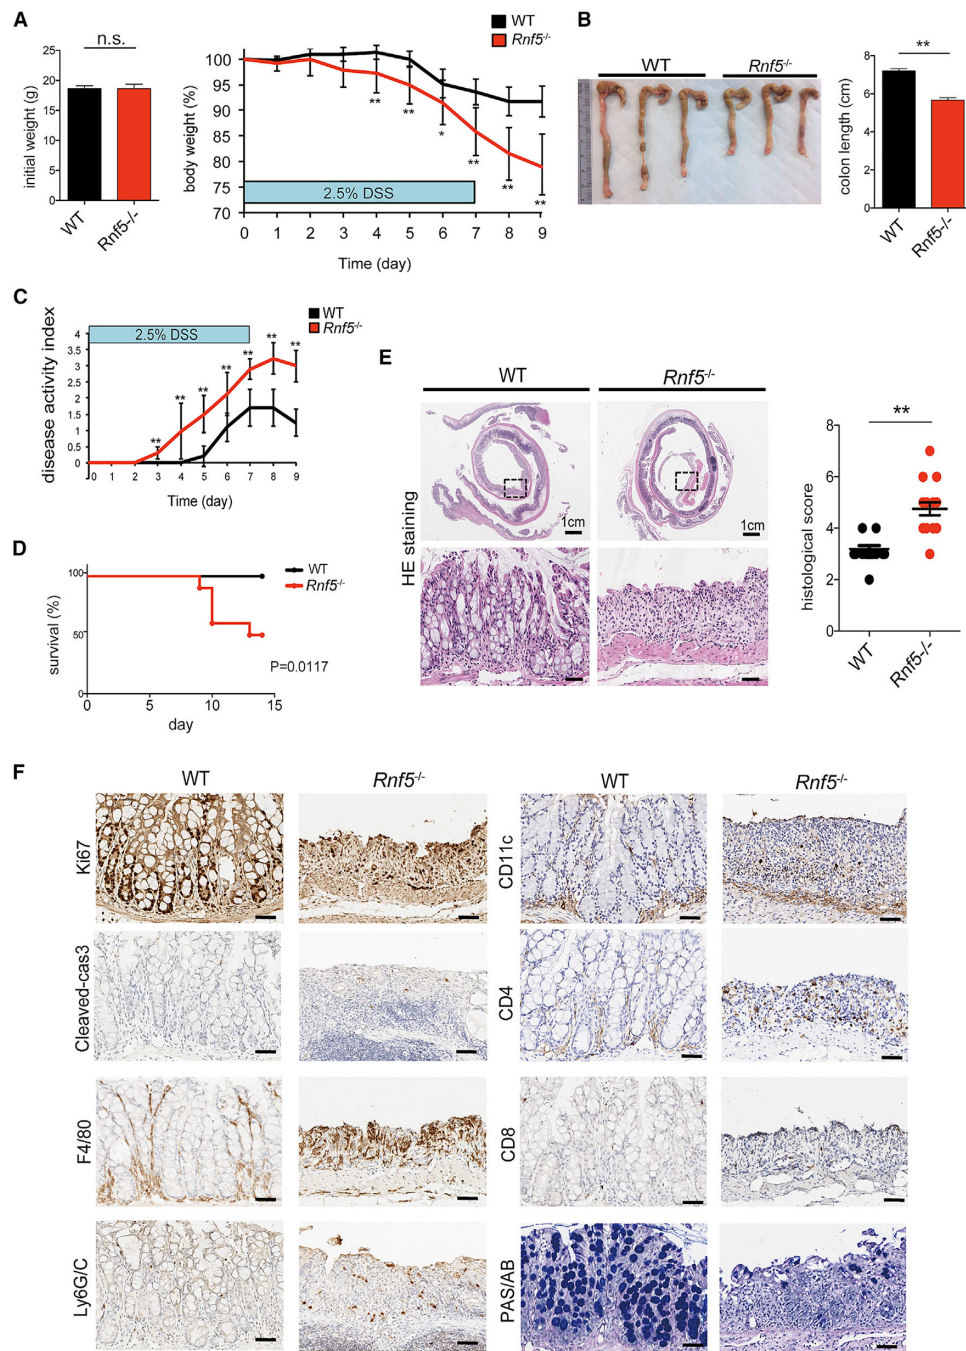 A
n.s.
initial weight (g)
25
20
15
10
5
0
WT
Rnf5-/-
WT
Rnf5-/-
body weight (%)
100
95
90
85
80
75
70
**
**
*
**
**
**
2.5% DSS
0 1 2 3 4 5 6 7 8 9
Time (day)
B
WT
Rnf5-/-
**
colon length (cm)
8
6
4
2
0
WT
Rnf5-/-
C
WT
Rnf5-/-
disease activity index
4
3.5
3
2.5
2
1.5
1
0.5
0
2.5% DSS
**
**
**
**
**
**
**
0 1 2 3 4 5 6 7 8 9
Time (day)
D
WT
Rnf5-/-
survival (%)
100
50
0
P=0.0117
0 5 10 15
day
E
WT
Rnf5-/-
HE staining
1cm
1cm
**
histological score
8
6
4
2
0
WT
Rnf5-/-
F
WT
Rnf5-/-
WT
Rnf5-/-
Ki67
CD11c
Cleaved-cas3
CD4
F4/80
CD8
Ly6G/C
PAS/AB